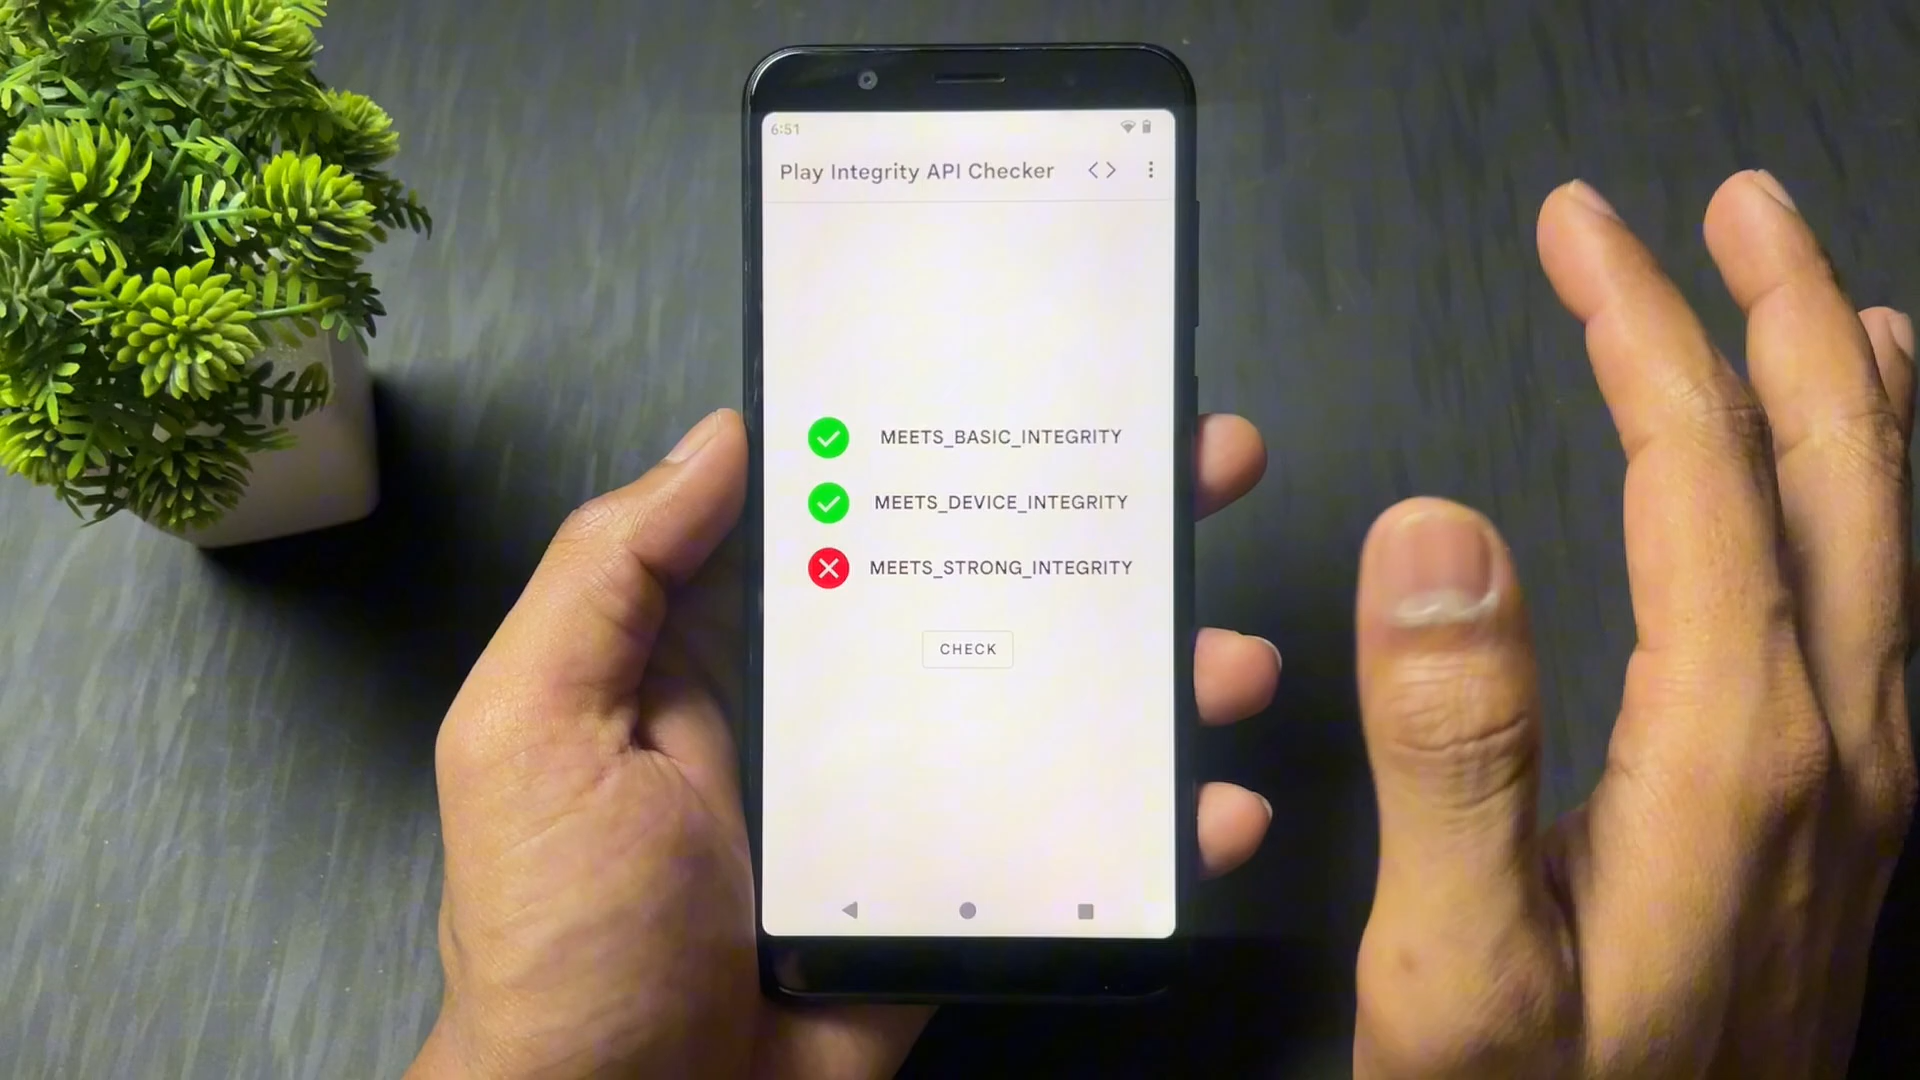 6:51
Play Integrity API Checker
MEETS_BASIC_INTEGRITY
MEETS_DEVICE_INTEGRITY
MEETS_STRONG_INTEGRITY
CHECK